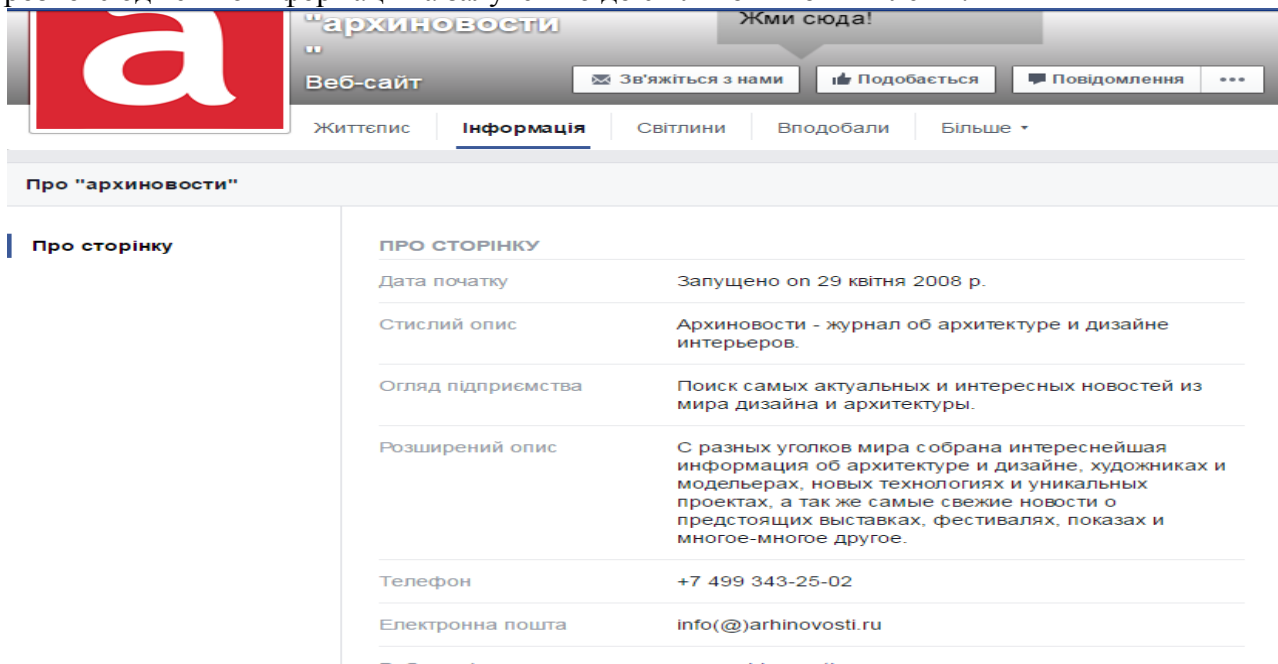 "архиновости
"
Жми сюда!
Веб-сайт
Зв'яжіться з нами
Подобається
Повідомлення
Життєпис
Інформація
Світлини
Вподобали
Більше
Про "архиновости"
Про сторінку
ПРО СТОРІНКУ
Дата початку
Запущено on 29 квітня 2008 р.
Стислий опис
Архиновости - журнал об архитектуре и дизайне
интерьеров.
Огляд підприємства
Поиск самых актуальных и интересных новостей из
мира дизайна и архитектуры.
Розширений опис
С разных уголков мира собрана интереснейшая
информация об архитектуре и дизайне, художниках и
модельерах, новых технологиях и уникальных
проектах, а так же самые свежие новости о
предстоящих выставках, фестивалях, показах и
многое-многое другое.
Телефон
+7 499 343-25-02
Електронна пошта
info(@)arhinovosti.ru